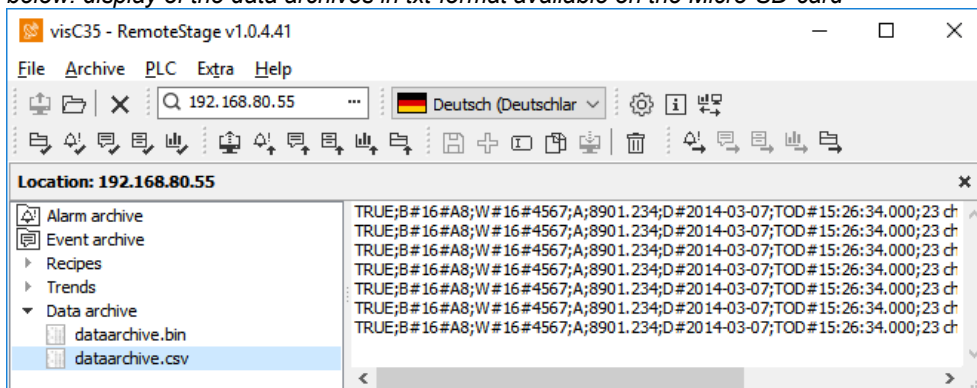 below: display of the data archives in txt format available on the Micro SD card
visC35 - RemoteStage v1.0.4.41
File Archive PLC Extra Help
192.168.80.55 ... Deutsch (Deutschlar
Location: 192.168.80.55
Alarm archive
Event archive
Recipes
Trends
Data archive
dataarchive.bin
dataarchive.csv
TRUE;B#16#A8;W#16#4567;A;8901.234;D#2014-03-07;TOD#15:26:34.000;23 ch
TRUE;B#16#A8;W#16#4567;A;8901.234;D#2014-03-07;TOD#15:26:34.000;23 ch
TRUE;B#16#A8;W#16#4567;A;8901.234;D#2014-03-07;TOD#15:26:34.000;23 ch
TRUE;B#16#A8;W#16#4567;A;8901.234;D#2014-03-07;TOD#15:26:34.000;23 ch
TRUE;B#16#A8;W#16#4567;A;8901.234;D#2014-03-07;TOD#15:26:34.000;23 ch
TRUE;B#16#A8;W#16#4567;A;8901.234;D#2014-03-07;TOD#15:26:34.000;23 ch
TRUE;B#16#A8;W#16#4567;A;8901.234;D#2014-03-07;TOD#15:26:34.000;23 ch